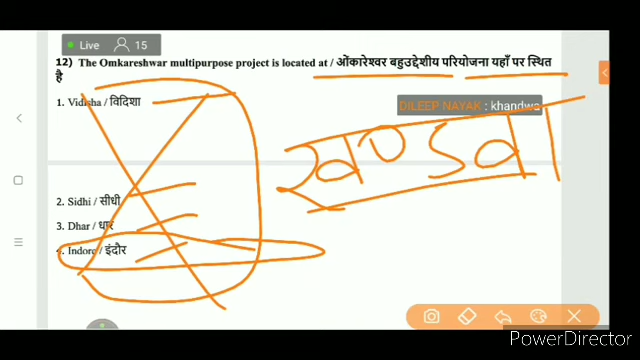 Live 15
12) The Omkareshwar multipurpose project is located at / ओंकारेश्वर बहुउद्देशीय परियोजना यहाँ पर स्थित
है
1. Vidisha / विदिशा
DILEEP NAYAK : khandwa
खण्डवा
2. Sidhi / सीधी
3. Dhar / धार
4. Indore / इंदौर
PowerDirector